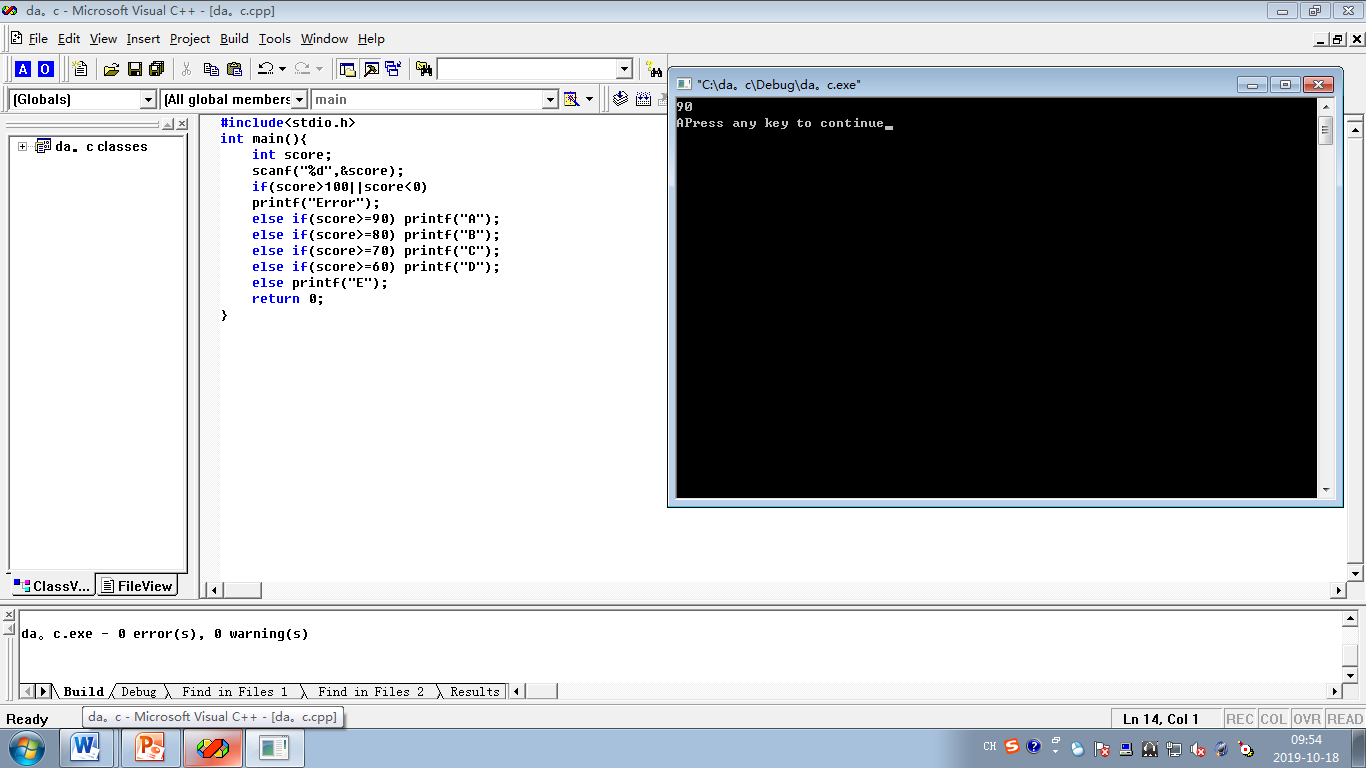 da。c - Microsoft Visual C++ - [da。c.cpp]
File Edit View Insert Project Build Tools Window Help
A O
(Globals) (All global members main
"C:\da。c\Debug\da。c.exe"
90
APress any key to continue
da。c classes
#include<stdio.h>
int main(){
int score;
scanf("%d",&score);
if(score>100||score<0)
printf("Error");
else if(score>=90) printf("A");
else if(score>=80) printf("B");
else if(score>=70) printf("C");
else if(score>=60) printf("D");
else printf("E");
return 0;
}
ClassV... FileView
da。c.exe - 0 error(s), 0 warning(s)
Build Debug Find in Files 1 Find in Files 2 Results
Ready Ln 14, Col 1 REC COL OVR READ
da。c - Microsoft Visual C++ - [da。c.cpp]
CH 09:54
2019-10-18